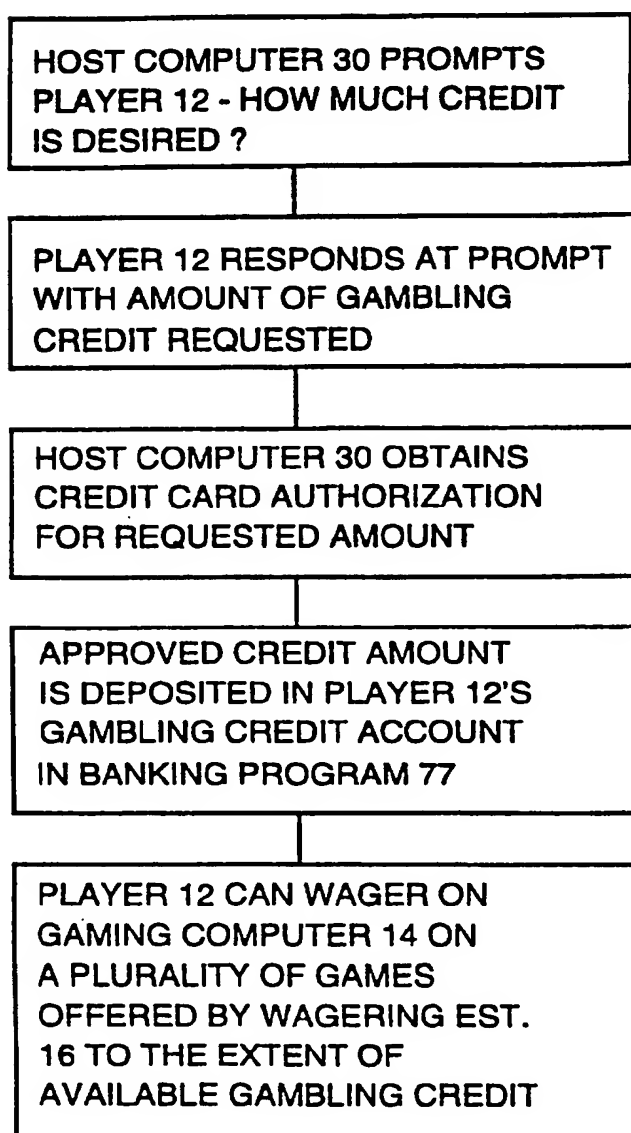 HOST COMPUTER 30 PROMPTS
PLAYER 12 - HOW MUCH CREDIT
IS DESIRED ?
PLAYER 12 RESPONDS AT PROMPT
WITH AMOUNT OF GAMBLING
CREDIT REQUESTED
HOST COMPUTER 30 OBTAINS
CREDIT CARD AUTHORIZATION
FOR REQUESTED AMOUNT
APPROVED CREDIT AMOUNT
IS DEPOSITED IN PLAYER 12'S
GAMBLING CREDIT ACCOUNT
IN BANKING PROGRAM 77
PLAYER 12 CAN WAGER ON
GAMING COMPUTER 14 ON
A PLURALITY OF GAMES
OFFERED BY WAGERING EST.
16 TO THE EXTENT OF
AVAILABLE GAMBLING CREDIT